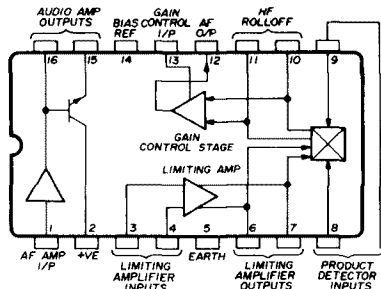 AUDIO AMP
OUTPUTS
BIAS
REF
GAIN
CONTROL
I/P
AF
O/P
HF
ROLLOFF
16
15
14
13
12
11
10
9
GAIN
CONTROL STAGE
LIMITING AMP
1
2
3
4
5
6
7
8
AF AMP
I/P
+VE
LIMITING
AMPLIFIER
INPUTS
EARTH
LIMITING
AMPLIFIER
OUTPUTS
PRODUCT
DETECTOR
INPUTS